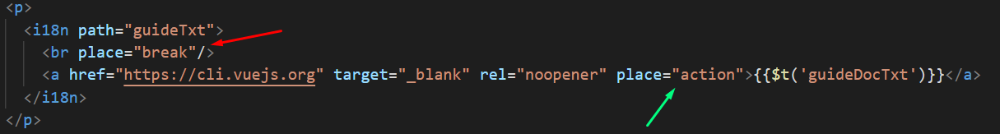 <p>
<i18n path="guideTxt">
<br place="break"/>
<a href="https://cli.vuejs.org" target="_blank" rel="noopener" place="action">{{$t('guideDocTxt')}}</a>
</i18n>
</p>